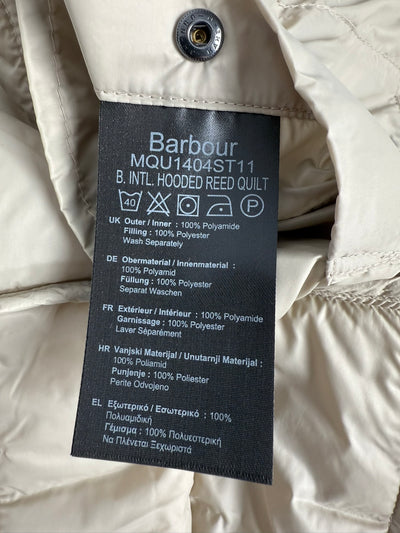 Barbour
MQU1404ST11
B. INTL. HOODED REED QUILT
40
P
UK Outer / Inner : 100% Polyamide
Filling : 100% Polyester
Wash Separately
DE Obermaterial / Innenmaterial :
100% Polyamid
Füllung : 100% Polyester
Separat Waschen
FR Extérieur / Intérieur : 100% Polyamide
Garnissage : 100% Polyester
Laver Séparément
HR Vanjski Materijal / Unutarnji Materijal :
100% Poliamid
Punjenje : 100% Poliester
Perite Odvojeno
EL Εξωτερικό / Εσωτερικό : 100%
Πολυαμιδική
Γέμισμα : 100% Πολυεστερική
Να Πλένεται Ξεχωριστά